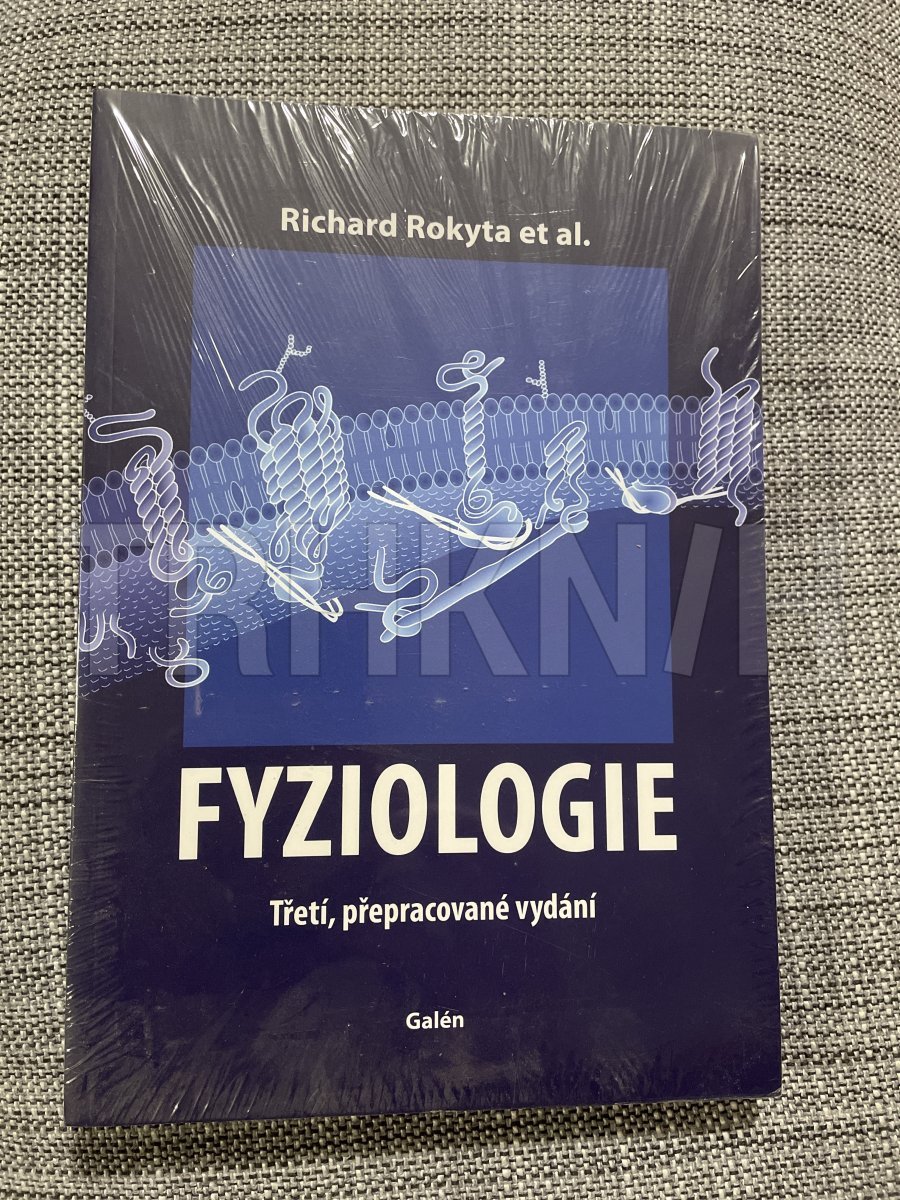 Richard Rokyta et al.
FYZIOLOGIE
Třetí, přepracované vydání
Galén